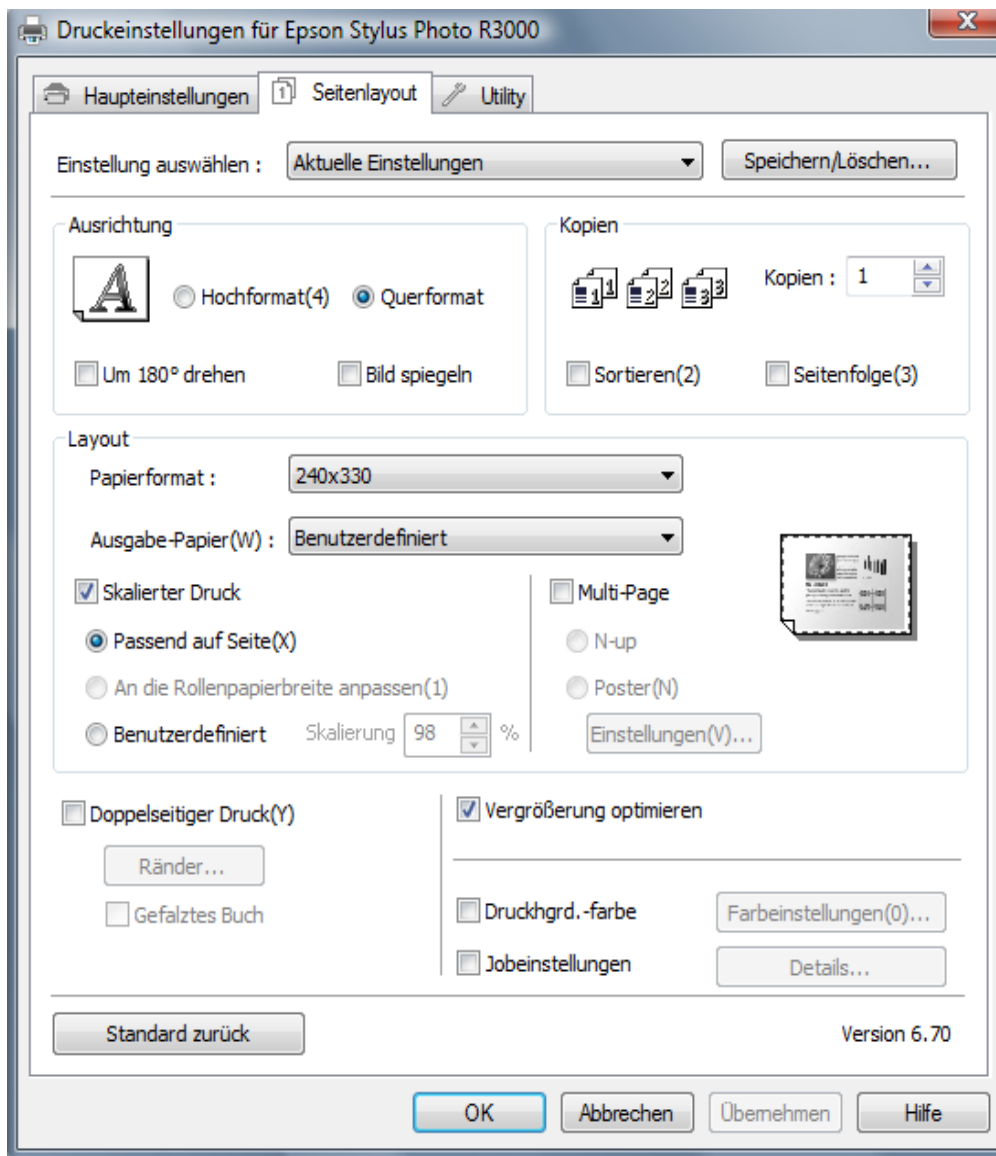 Druckeinstellungen für Epson Stylus Photo R3000
Haupteinstellungen Seitenlayout Utility
Einstellung auswählen : Aktuelle Einstellungen Speichern/Löschen...
Ausrichtung
Hochformat(4) Querformat
Um 180° drehen Bild spiegeln
Kopien
Kopien : 1
Sortieren(2) Seitenfolge(3)
Layout
Papierformat : 240x330
Ausgabe-Papier(W) : Benutzerdefiniert
Skalierter Druck
Passend auf Seite(X)
An die Rollenpapierbreite anpassen(1)
Benutzerdefiniert Skalierung 98 %
Multi-Page
N-up
Poster(N)
Einstellungen(V)...
Doppelseitiger Druck(Y)
Ränder...
Gefalztes Buch
Vergrößerung optimieren
Druckhgrd.-farbe Farbeinstellungen(0)...
Jobeinstellungen Details...
Standard zurück Version 6.70
OK Abbrechen Übernehmen Hilfe